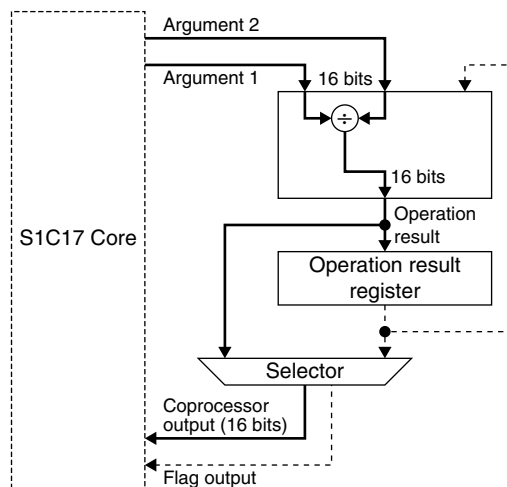 Argument 2
Argument 1
16 bits
÷
16 bits
S1C17 Core
Operation
result
Operation result
register
Selector
Coprocessor
output (16 bits)
Flag output